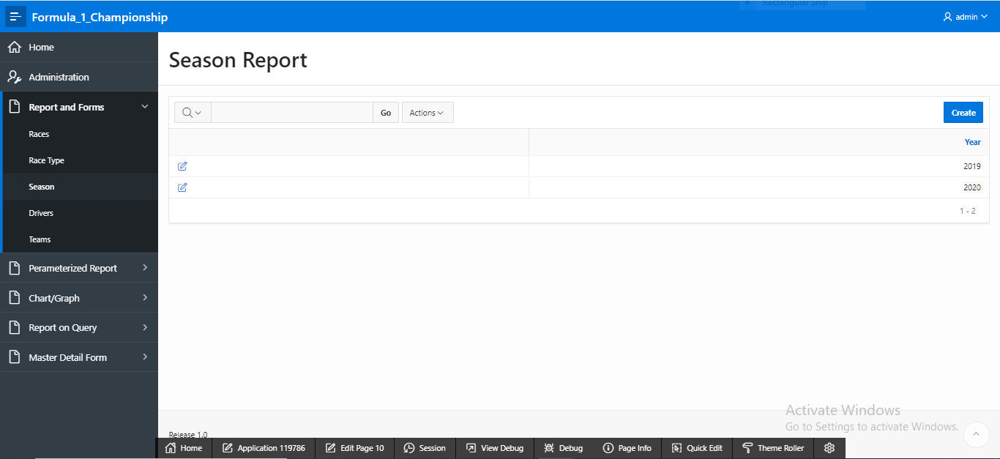 Rectangular Snip
Formula_1_Championship
admin
Home
Administration
Report and Forms
Races
Race Type
Season
Drivers
Teams
Perameterized Report
Chart/Graph
Report on Query
Master Detail Form
Season Report
Go
Actions
Create
Year
2019
2020
1 - 2
Activate Windows
Go to Settings to activate Windows.
Release 1.0
Home
Application 119786
Edit Page 10
Session
View Debug
Debug
Page Info
Quick Edit
Theme Roller